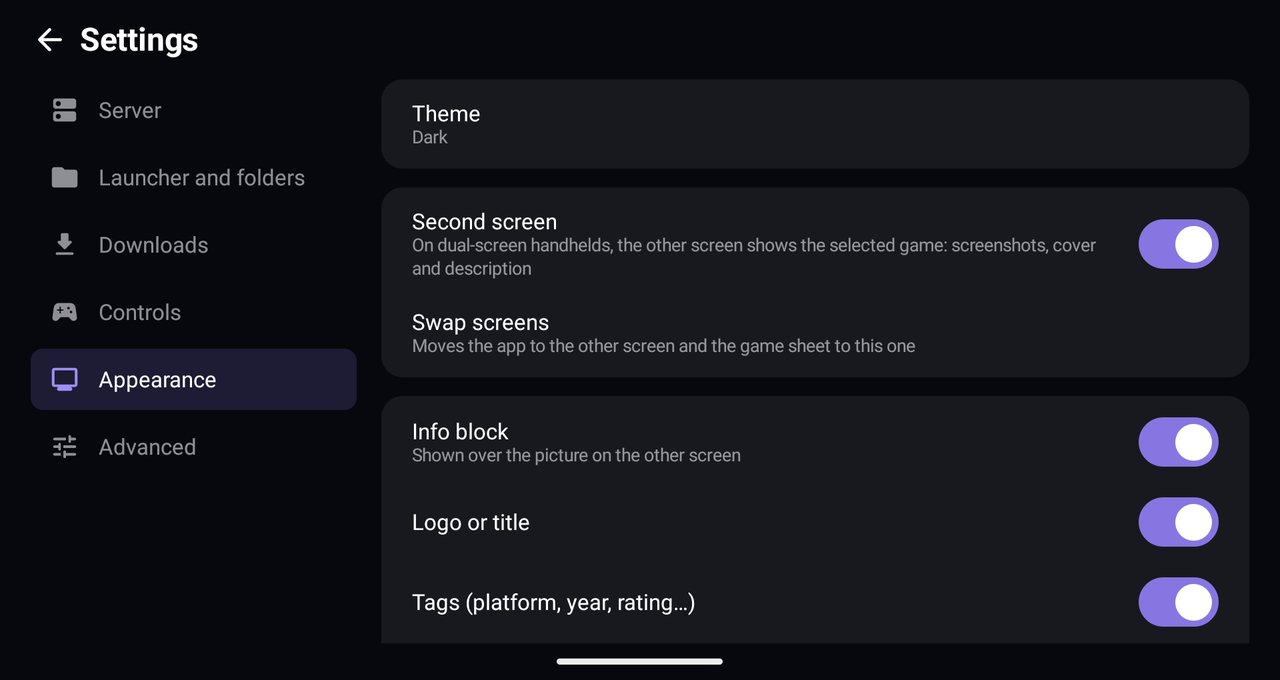 Settings
Server
Launcher and folders
Downloads
Controls
Appearance
Advanced
Theme
Dark
Second screen
On dual-screen handhelds, the other screen shows the selected game: screenshots, cover
and description
Swap screens
Moves the app to the other screen and the game sheet to this one
Info block
Shown over the picture on the other screen
Logo or title
Tags (platform, year, rating…)